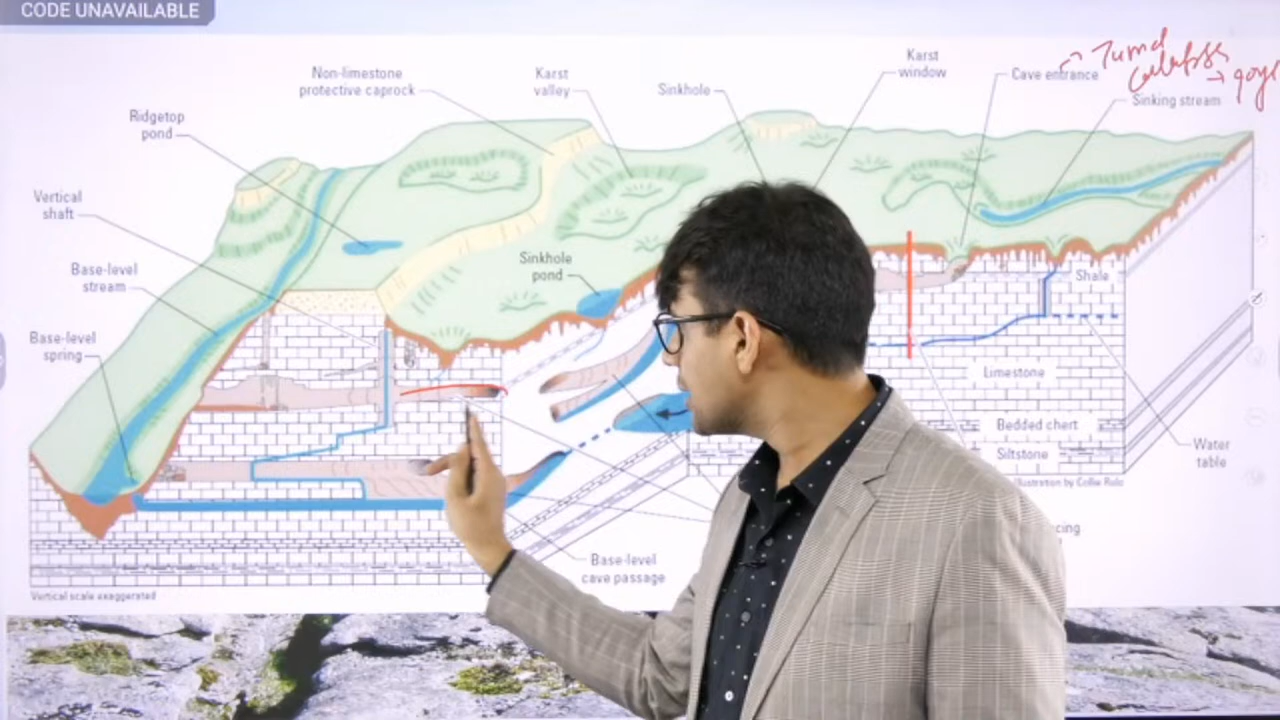 CODE UNAVAILABLE
Karst
window
Non-limestone
protective caprock
Karst
valley
Sinkhole
Cave entrance
Sinking stream
Ridgetop
pond
Vertical
shaft
Base-level
stream
Sinkhole
pond
Shale
Base-level
spring
Limestone
Bedded chert
Siltstone
Water
table
Illustration by Collie Rulo
Base-level
cave passage
Vertical scale exaggerated